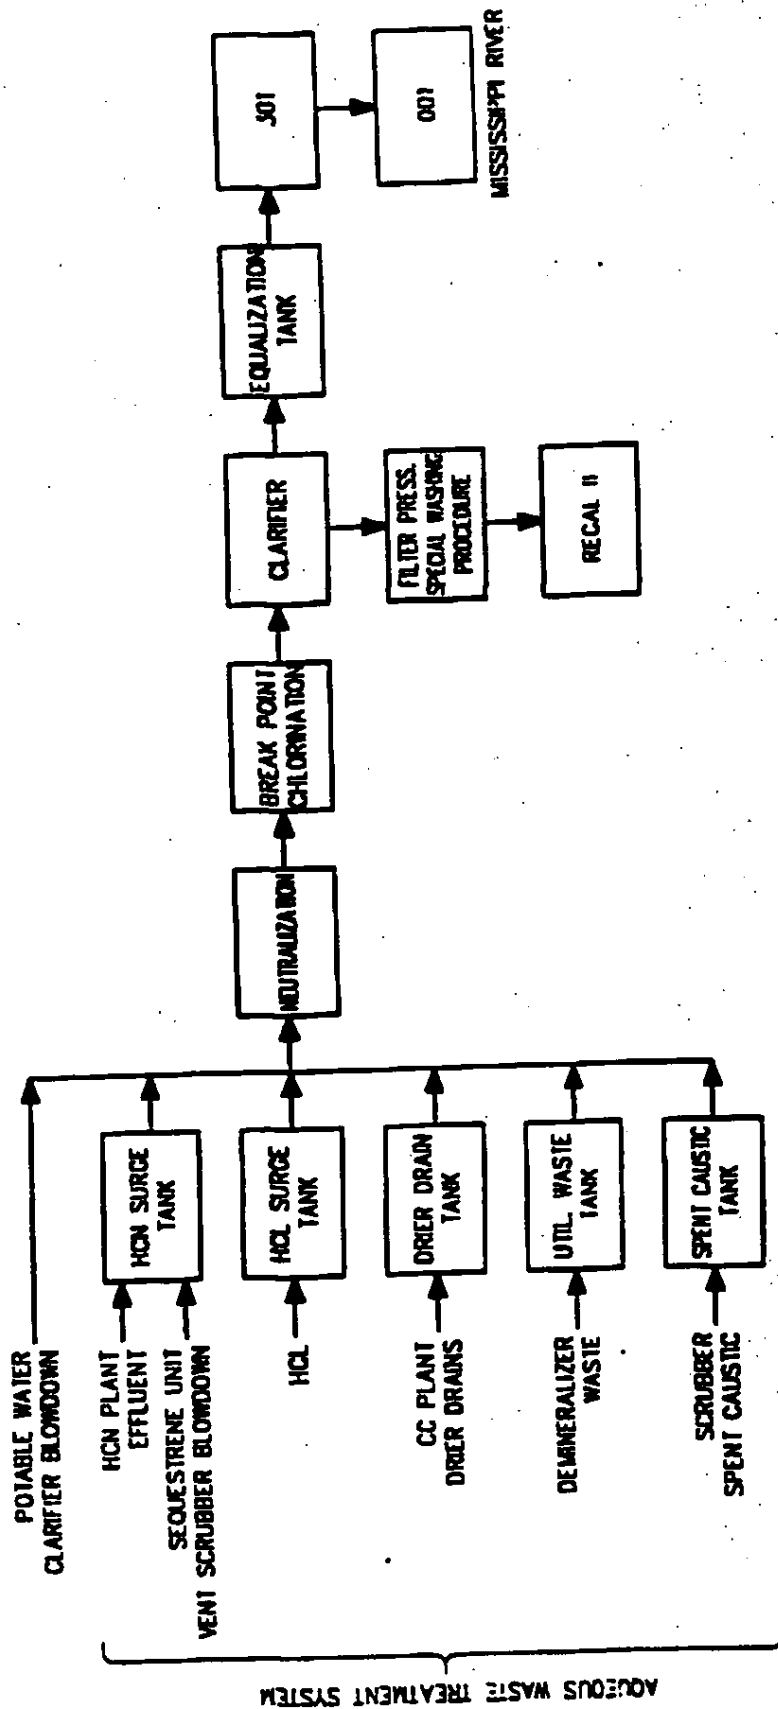 AQUEOUS WASTE TREATMENT SYSTEM
POTABLE WATER
CLARIFIER BLOWDOWN
HCN PLANT
EFFLUENT
SEQUESTRENE UNIT
VENT SCRUBBER BLOWDOWN
HCL
CC PLANT
DRIER DRAINS
DEMINERALIZER
WASTE
SCRUBBER
SPENT CAUSTIC
HCN SURGE
TANK
HCL SURGE
TANK
DRIER DRAIN
TANK
UTIL. WASTE
TANK
SPENT CAUSTIC
TANK
NEUTRALIZATION
BREAK POINT
CHLORINATION
CLARIFIER
FILTER PRESS.
SPECIAL WASHING
PROCEDURE
RECAL II
EQUALIZATION
TANK
501
001
MISSISSIPPI RIVER